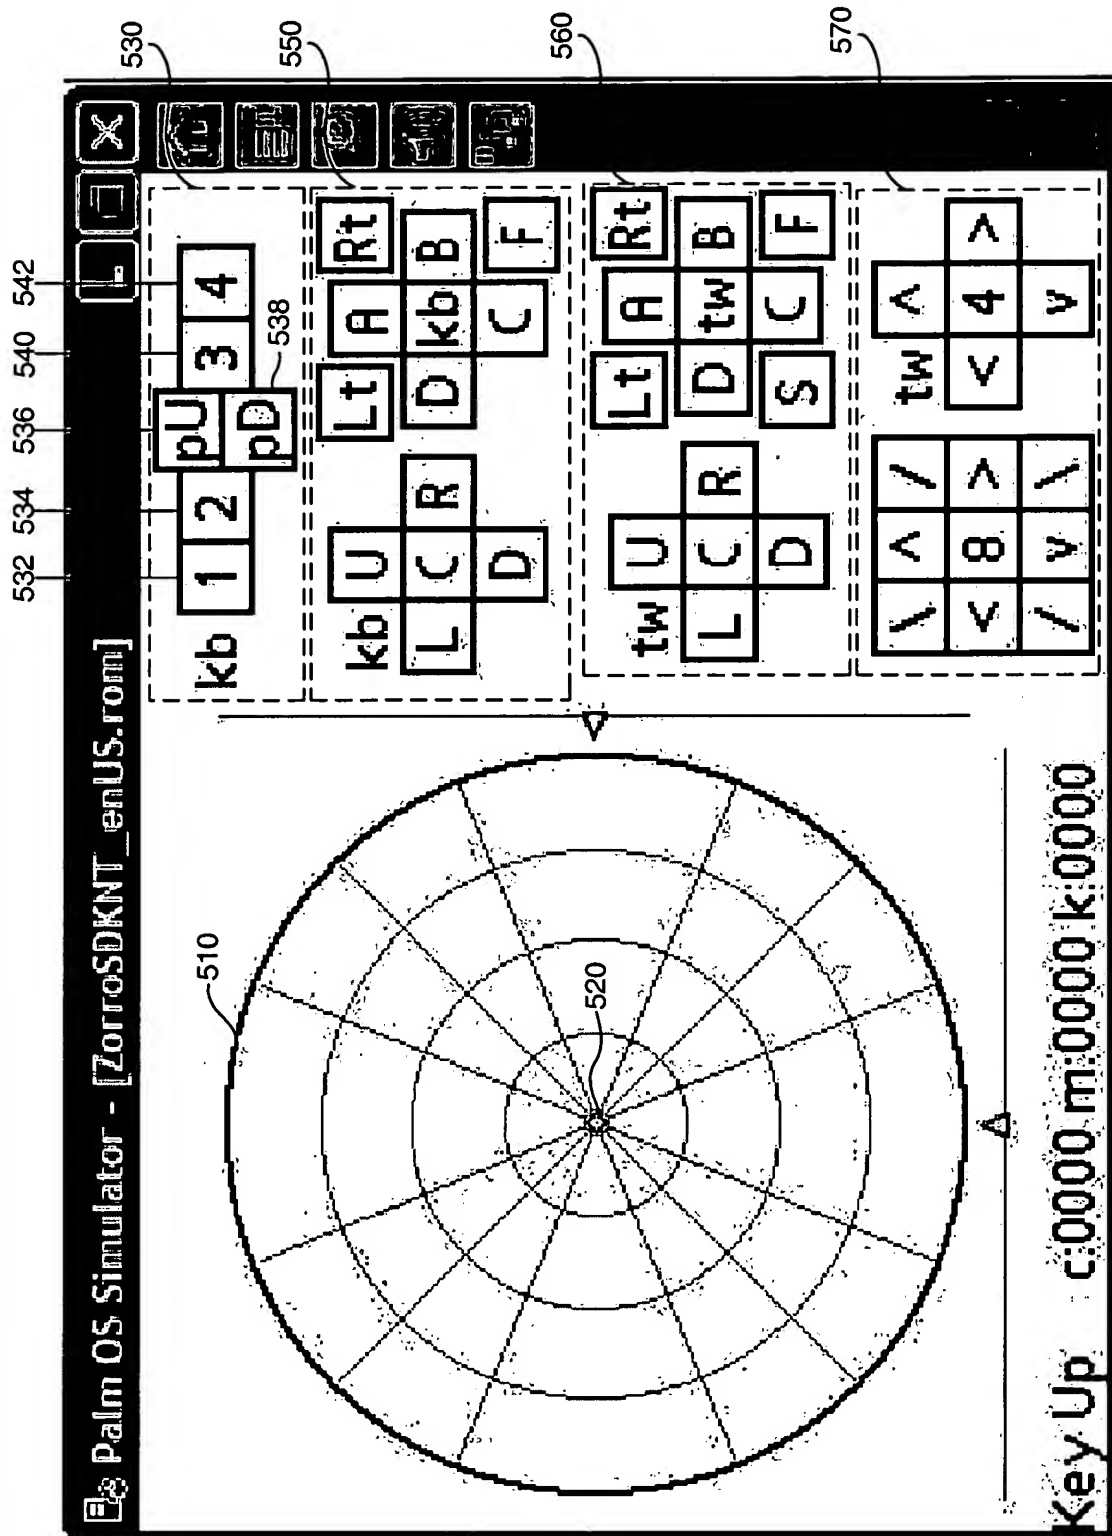 532 534 536 540 542
Palm OS Simulator - [ZorroSDKNT_enUS.rom]
530
kb 1 2 pU 3 4
pD 538
550
Lt Rt
kb U A
L C R D kb B
D C F
560
Lt Rt
tw U A
L C R D tw B
D S C F
570
\ ^ / tw ^
< 8 > < 4 >
/ v \ v
510
520
Key Up c:0000 m:0000 k:0000